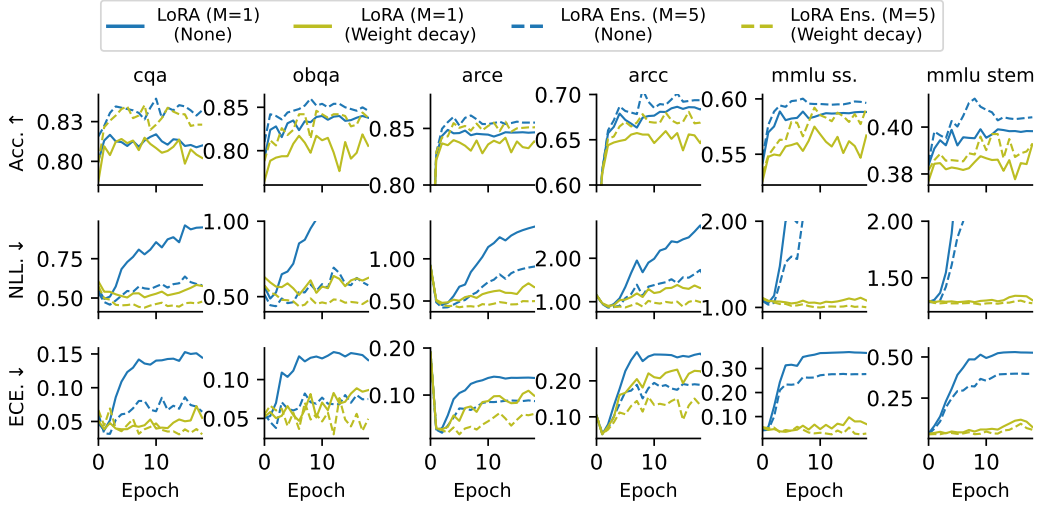 LoRA (M=1)
(None)
LoRA (M=1)
(Weight decay)
LoRA Ens. (M=5)
(None)
LoRA Ens. (M=5)
(Weight decay)
cqa
obqa
arce
arcc
mmlu ss.
mmlu stem
Acc. ↑
0.83
0.80
0.85
0.80
0.85
0.80
0.70
0.65
0.60
0.60
0.55
0.40
0.38
NLL. ↓
0.75
0.50
1.00
0.50
1.00
0.50
2.00
1.00
2.00
1.00
2.00
1.50
ECE. ↓
0.15
0.10
0.05
0.10
0.05
0.20
0.10
0.20
0.10
0.30
0.20
0.10
0.50
0.25
0 10
0 10
0 10
0 10
0 10
0 10
Epoch
Epoch
Epoch
Epoch
Epoch
Epoch